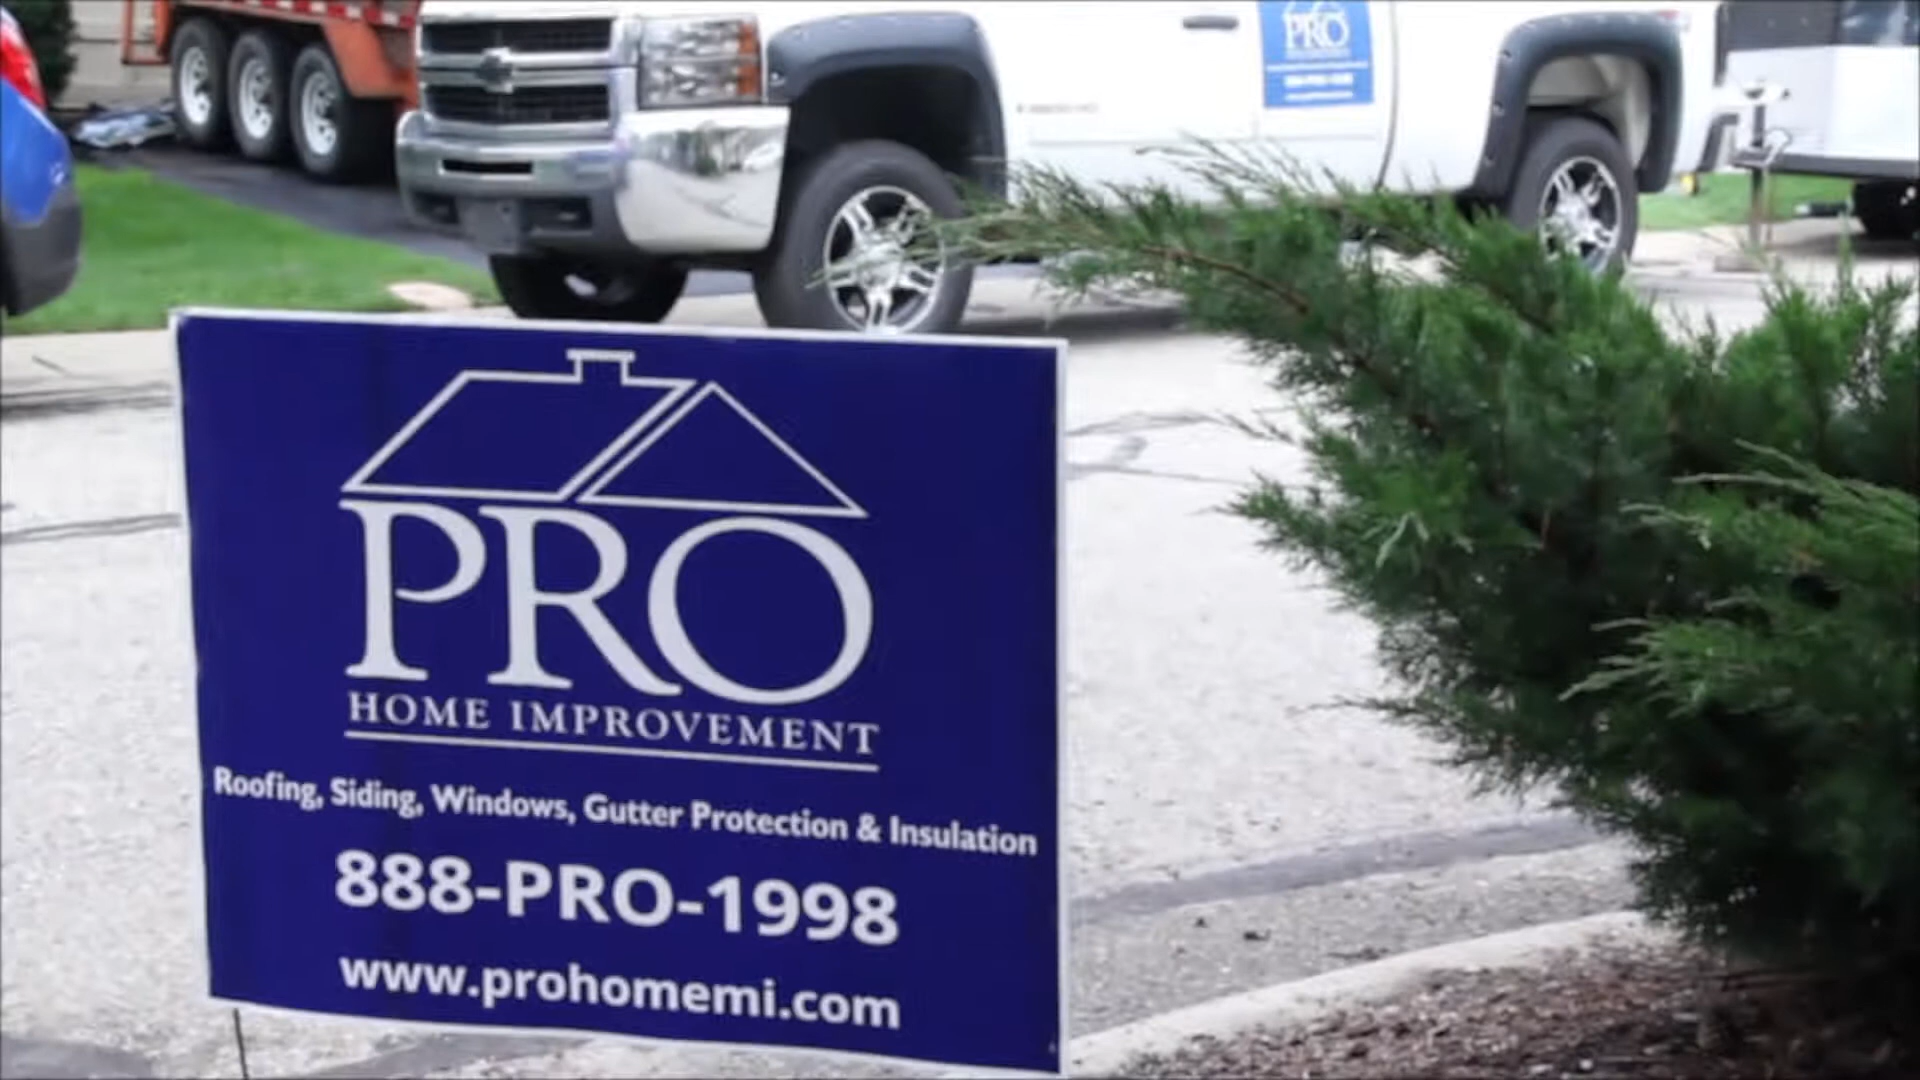 PRO
PRO
HOME IMPROVEMENT
Roofing, Siding, Windows, Gutter Protection & Insulation
888-PRO-1998
www.prohomemi.com